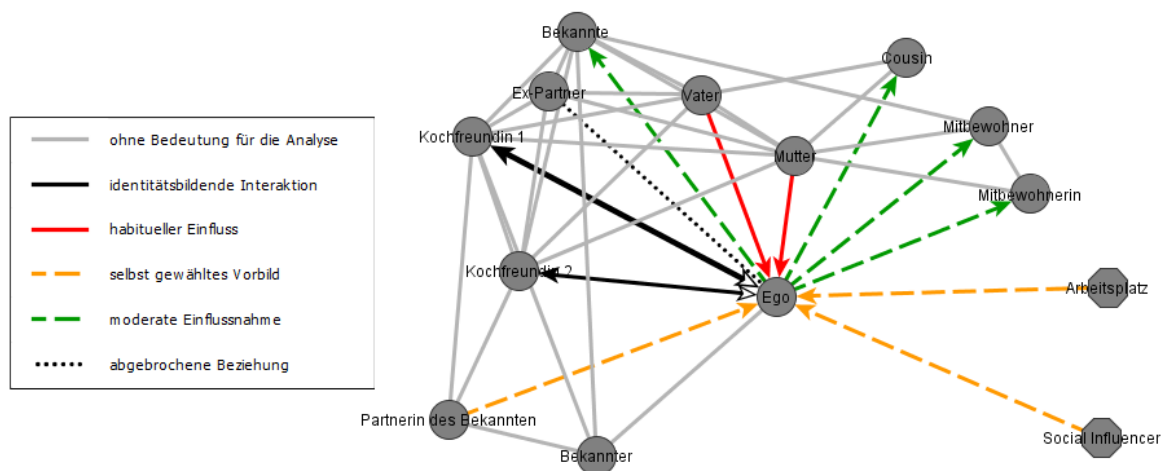 Bekannte
Cousin
Ex-Partner
Vater
Kochfreundin 1
Mutter
Mitbewohner
Mitbewohnerin
Kochfreundin 2
Ego
Arbeitsplatz
Partnerin des Bekannten
Bekannter
Social Influencer
ohne Bedeutung für die Analyse
identitätsbildende Interaktion
habitueller Einfluss
selbst gewähltes Vorbild
moderate Einflussnahme
abgebrochene Beziehung